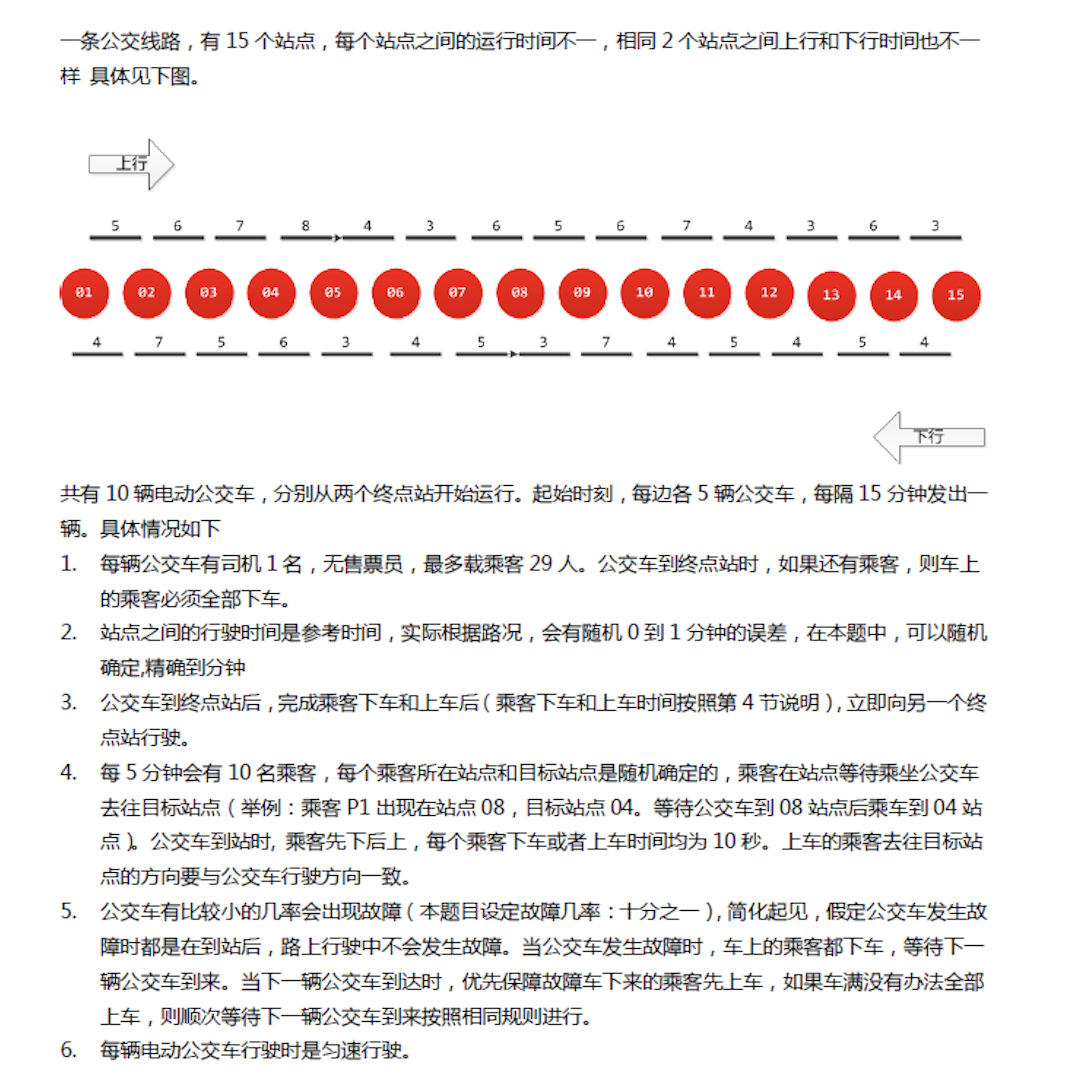 一条公交线路，有 15 个站点，每个站点之间的运行时间不一，相同 2 个站点之间上行和下行时间也不一
样 具体见下图。
上行
5 6 7 8 4 3 6 5 6 7 4 3 6 3
01 02 03 04 05 06 07 08 09 10 11 12 13 14 15
4 7 5 6 3 4 5 3 7 4 5 4 5 4
下行
共有 10 辆电动公交车，分别从两个终点站开始运行。起始时刻，每边各 5 辆公交车，每隔 15 分钟发出一
辆。具体情况如下
1. 每辆公交车有司机 1 名，无售票员，最多载乘客 29 人。公交车到终点站时，如果还有乘客，则车上
的乘客必须全部下车。
2. 站点之间的行驶时间是参考时间，实际根据路况，会有随机 0 到 1 分钟的误差，在本题中，可以随机
确定,精确到分钟
3. 公交车到终点站后，完成乘客下车和上车后（乘客下车和上车时间按照第 4 节说明），立即向另一个终
点站行驶。
4. 每 5 分钟会有 10 名乘客，每个乘客所在站点和目标站点是随机确定的，乘客在站点等待乘坐公交车
去往目标站点（举例：乘客 P1 出现在站点 08，目标站点 04。等待公交车到 08 站点后乘车到 04 站
点）。公交车到站时, 乘客先下后上，每个乘客下车或者上车时间均为 10 秒。上车的乘客去往目标站
点的方向要与公交车行驶方向一致。
5. 公交车有比较小的几率会出现故障（本题目设定故障几率：十分之一），简化起见，假定公交车发生故
障时都是在到站后，路上行驶中不会发生故障。当公交车发生故障时，车上的乘客都下车，等待下一
辆公交车到来。当下一辆公交车到达时，优先保障故障车下来的乘客先上车，如果车满没有办法全部
上车，则顺次等待下一辆公交车到来按照相同规则进行。
6. 每辆电动公交车行驶时是匀速行驶。